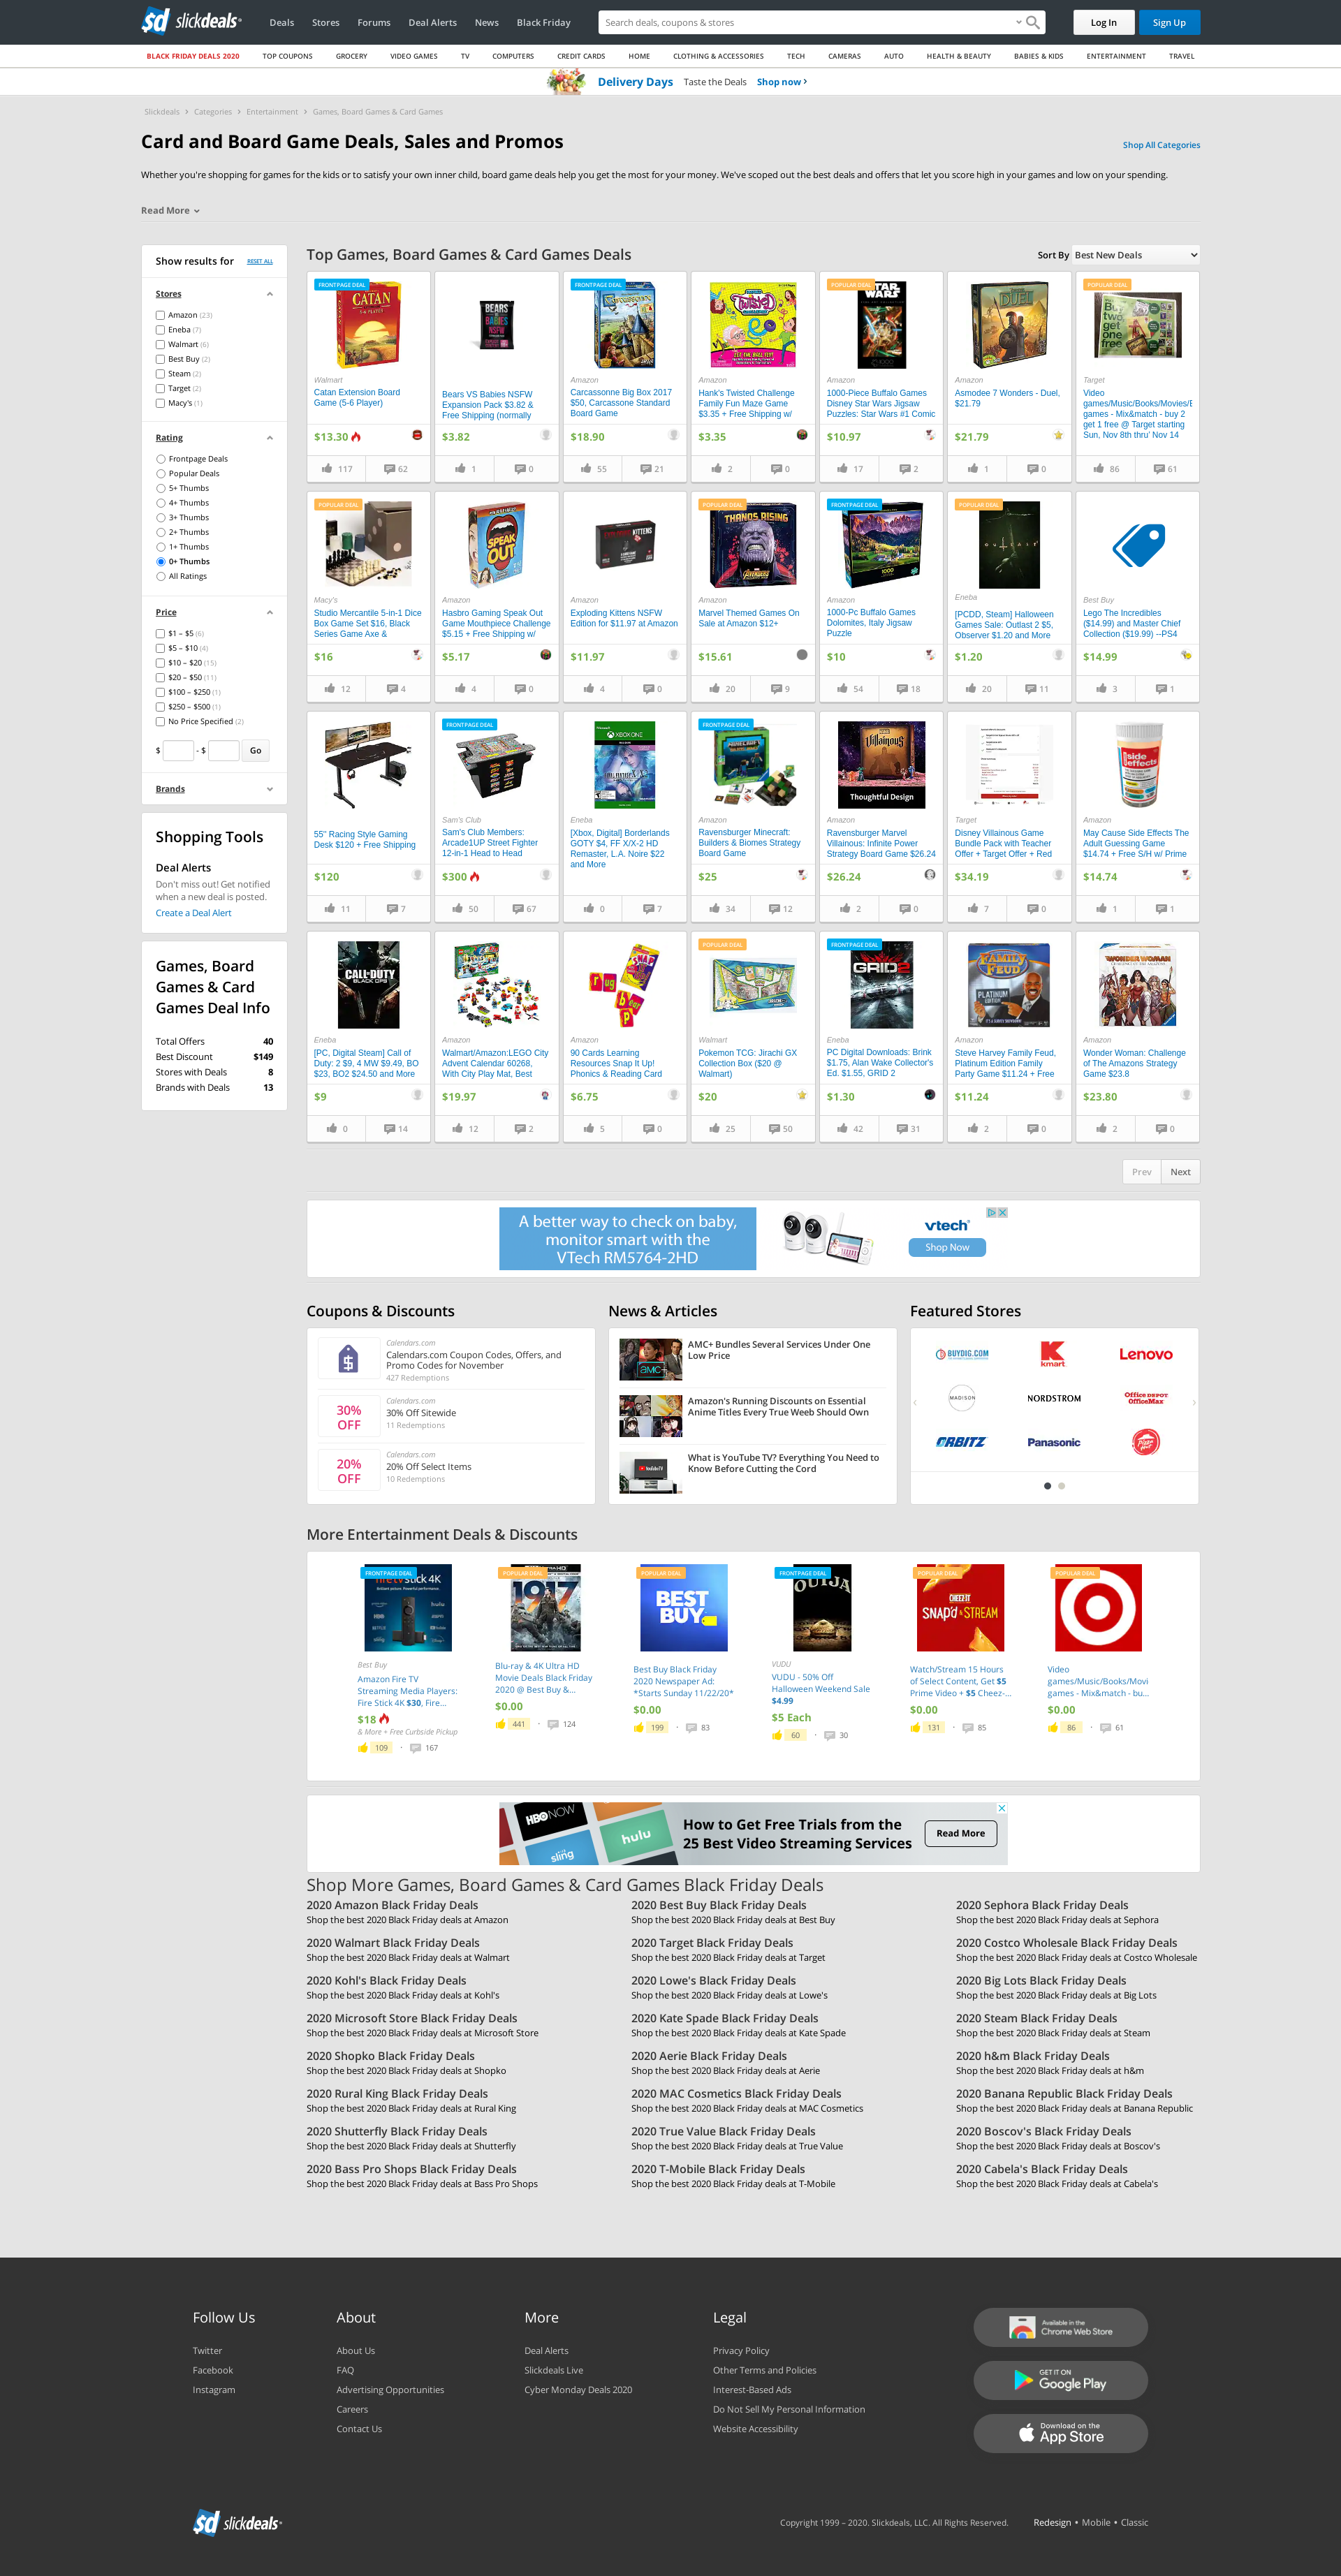 slickdeals
Deals
Stores
Forums
Deal Alerts
News
Black Friday
Search deals, coupons & stores
Log In
Sign Up
BLACK FRIDAY DEALS 2020
TOP COUPONS
GROCERY
VIDEO GAMES
TV
COMPUTERS
CREDIT CARDS
HOME
CLOTHING & ACCESSORIES
TECH
CAMERAS
AUTO
HEALTH & BEAUTY
BABIES & KIDS
ENTERTAINMENT
TRAVEL
Delivery Days Taste the Deals Shop now
Slickdeals > Categories > Entertainment > Games, Board Games & Card Games
Card and Board Game Deals, Sales and Promos
Shop All Categories
Whether you're shopping for games for the kids or to satisfy your own inner child, board game deals help you get the most for your money. We've scoped out the best deals and offers that let you score high in your games and low on your spending.
Read More
Show results for
RESET ALL
Stores
Amazon (23)
Eneba (7)
Walmart (6)
Best Buy (2)
Steam (2)
Target (2)
Macy's (1)
Rating
Frontpage Deals
Popular Deals
5+ Thumbs
4+ Thumbs
3+ Thumbs
2+ Thumbs
1+ Thumbs
0+ Thumbs
All Ratings
Price
$1 – $5 (6)
$5 – $10 (4)
$10 – $20 (15)
$20 – $50 (11)
$100 – $250 (1)
$250 – $500 (1)
No Price Specified (2)
$ - $ Go
Brands
Shopping Tools
Deal Alerts
Don't miss out! Get notified
when a new deal is posted.
Create a Deal Alert
Games, Board
Games & Card
Games Deal Info
Total Offers 40
Best Discount $149
Stores with Deals 8
Brands with Deals 13
Top Games, Board Games & Card Games Deals
Sort By Best New Deals
FRONTPAGE DEAL
CATAN
Walmart
Catan Extension Board
Game (5-6 Player)
$13.30
117
62
BEARS
BABIES
NSFW
Bears VS Babies NSFW
Expansion Pack $3.82 &
Free Shipping (normally
$3.82
1
0
FRONTPAGE DEAL
Amazon
Carcassonne Big Box 2017
$50, Carcassone Standard
Board Game
$18.90
55
21
Twisted
Amazon
Hank's Twisted Challenge
Family Fun Maze Game
$3.35 + Free Shipping w/
$3.35
2
0
POPULAR DEAL
STAR WARS
Amazon
1000-Piece Buffalo Games
Disney Star Wars Jigsaw
Puzzles: Star Wars #1 Comic
$10.97
17
2
DUEL
Amazon
Asmodee 7 Wonders - Duel,
$21.79
$21.79
1
0
POPULAR DEAL
Buy
two
get
one
free
Target
Video
games/Music/Books/Movies/E
games - Mix&match - buy 2
get 1 free @ Target starting
Sun, Nov 8th thru' Nov 14
86
61
POPULAR DEAL
Macy's
Studio Mercantile 5-in-1 Dice
Box Game Set $16, Black
Series Game Axe &
$16
12
4
SPEAK OUT
Amazon
Hasbro Gaming Speak Out
Game Mouthpiece Challenge
$5.15 + Free Shipping w/
$5.17
4
0
EXPLODING KITTENS
Amazon
Exploding Kittens NSFW
Edition for $11.97 at Amazon
$11.97
4
0
POPULAR DEAL
THANOS RISING
AVENGERS
Amazon
Marvel Themed Games On
Sale at Amazon $12+
$15.61
20
9
FRONTPAGE DEAL
1000
Amazon
1000-Pc Buffalo Games
Dolomites, Italy Jigsaw
Puzzle
$10
54
18
POPULAR DEAL
OUTLAST
Eneba
[PCDD, Steam] Halloween
Games Sale: Outlast 2 $5,
Observer $1.20 and More
$1.20
20
11
Best Buy
Lego The Incredibles
($14.99) and Master Chief
Collection ($19.99) --PS4
$14.99
3
1
55" Racing Style Gaming
Desk $120 + Free Shipping
$120
11
7
FRONTPAGE DEAL
Sam's Club
Sam's Club Members:
Arcade1UP Street Fighter
12-in-1 Head to Head
$300
50
67
XBOX ONE
Eneba
[Xbox, Digital] Borderlands
GOTY $4, FF X/X-2 HD
Remaster, L.A. Noire $22
and More
0
7
FRONTPAGE DEAL
MINECRAFT
Amazon
Ravensburger Minecraft:
Builders & Biomes Strategy
Board Game
$25
34
12
Villainous
Thoughtful Design
Amazon
Ravensburger Marvel
Villainous: Infinite Power
Strategy Board Game $26.24
$26.24
2
0
Target
Disney Villainous Game
Bundle Pack with Teacher
Offer + Target Offer + Red
$34.19
7
0
side effects
Amazon
May Cause Side Effects The
Adult Guessing Game
$14.74 + Free S/H w/ Prime
$14.74
1
1
CALL OF DUTY
BLACK OPS
Eneba
[PC, Digital Steam] Call of
Duty: 2 $9, 4 MW $9.49, BO
$23, BO2 $24.50 and More
$9
0
14
Amazon
Walmart/Amazon:LEGO City
Advent Calendar 60268,
With City Play Mat, Best
$19.97
12
2
SNAP
Amazon
90 Cards Learning
Resources Snap It Up!
Phonics & Reading Card
$6.75
5
0
POPULAR DEAL
Walmart
Pokemon TCG: Jirachi GX
Collection Box ($20 @
Walmart)
$20
25
50
FRONTPAGE DEAL
GRID 2
Eneba
PC Digital Downloads: Brink
$1.75, Alan Wake Collector's
Ed. $1.55, GRID 2
$1.30
42
31
FAMILY FEUD
PLATINUM EDITION
Amazon
Steve Harvey Family Feud,
Platinum Edition Family
Party Game $11.24 + Free
$11.24
2
0
WONDER WOMAN
Amazon
Wonder Woman: Challenge
of The Amazons Strategy
Game $23.8
$23.80
2
0
Prev
Next
A better way to check on baby,
monitor smart with the
VTech RM5764-2HD
vtech
Shop Now
Coupons & Discounts
Calendars.com
Calendars.com Coupon Codes, Offers, and
Promo Codes for November
427 Redemptions
30%
OFF
Calendars.com
30% Off Sitewide
11 Redemptions
20%
OFF
Calendars.com
20% Off Select Items
10 Redemptions
News & Articles
AMC+
AMC+ Bundles Several Services Under One
Low Price
Amazon's Running Discounts on Essential
Anime Titles Every True Weeb Should Own
YouTube TV
What is YouTube TV? Everything You Need to
Know Before Cutting the Cord
Featured Stores
BUYDIG.COM
Kmart
Lenovo
MADISON
NORDSTROM
Office DEPOT
OfficeMax
ORBITZ
Panasonic
Pizza Hut
More Entertainment Deals & Discounts
FRONTPAGE DEAL
fire tv stick 4K
Best Buy
Amazon Fire TV
Streaming Media Players:
Fire Stick 4K $30, Fire...
$18
& More + Free Curbside Pickup
109 · 167
POPULAR DEAL
1917
Blu-ray & 4K Ultra HD
Movie Deals Black Friday
2020 @ Best Buy &...
$0.00
441 · 124
POPULAR DEAL
BEST BUY
Best Buy Black Friday
2020 Newspaper Ad:
*Starts Sunday 11/22/20*
$0.00
199 · 83
FRONTPAGE DEAL
OUIJA
VUDU
VUDU - 50% Off
Halloween Weekend Sale
$4.99
$5 Each
60 · 30
POPULAR DEAL
CHEEZ-IT
SNAP'D & STREAM
Watch/Stream 15 Hours
of Select Content, Get $5
Prime Video + $5 Cheez-...
$0.00
131 · 85
POPULAR DEAL
Video
games/Music/Books/Movi
games - Mix&match - bu...
$0.00
86 · 61
HBO NOW
hulu
sling
How to Get Free Trials from the
25 Best Video Streaming Services
Read More
Shop More Games, Board Games & Card Games Black Friday Deals
2020 Amazon Black Friday Deals
Shop the best 2020 Black Friday deals at Amazon
2020 Best Buy Black Friday Deals
Shop the best 2020 Black Friday deals at Best Buy
2020 Sephora Black Friday Deals
Shop the best 2020 Black Friday deals at Sephora
2020 Walmart Black Friday Deals
Shop the best 2020 Black Friday deals at Walmart
2020 Target Black Friday Deals
Shop the best 2020 Black Friday deals at Target
2020 Costco Wholesale Black Friday Deals
Shop the best 2020 Black Friday deals at Costco Wholesale
2020 Kohl's Black Friday Deals
Shop the best 2020 Black Friday deals at Kohl's
2020 Lowe's Black Friday Deals
Shop the best 2020 Black Friday deals at Lowe's
2020 Big Lots Black Friday Deals
Shop the best 2020 Black Friday deals at Big Lots
2020 Microsoft Store Black Friday Deals
Shop the best 2020 Black Friday deals at Microsoft Store
2020 Kate Spade Black Friday Deals
Shop the best 2020 Black Friday deals at Kate Spade
2020 Steam Black Friday Deals
Shop the best 2020 Black Friday deals at Steam
2020 Shopko Black Friday Deals
Shop the best 2020 Black Friday deals at Shopko
2020 Aerie Black Friday Deals
Shop the best 2020 Black Friday deals at Aerie
2020 h&m Black Friday Deals
Shop the best 2020 Black Friday deals at h&m
2020 Rural King Black Friday Deals
Shop the best 2020 Black Friday deals at Rural King
2020 MAC Cosmetics Black Friday Deals
Shop the best 2020 Black Friday deals at MAC Cosmetics
2020 Banana Republic Black Friday Deals
Shop the best 2020 Black Friday deals at Banana Republic
2020 Shutterfly Black Friday Deals
Shop the best 2020 Black Friday deals at Shutterfly
2020 True Value Black Friday Deals
Shop the best 2020 Black Friday deals at True Value
2020 Boscov's Black Friday Deals
Shop the best 2020 Black Friday deals at Boscov's
2020 Bass Pro Shops Black Friday Deals
Shop the best 2020 Black Friday deals at Bass Pro Shops
2020 T-Mobile Black Friday Deals
Shop the best 2020 Black Friday deals at T-Mobile
2020 Cabela's Black Friday Deals
Shop the best 2020 Black Friday deals at Cabela's
Follow Us
Twitter
Facebook
Instagram
About
About Us
FAQ
Advertising Opportunities
Careers
Contact Us
More
Deal Alerts
Slickdeals Live
Cyber Monday Deals 2020
Legal
Privacy Policy
Other Terms and Policies
Interest-Based Ads
Do Not Sell My Personal Information
Website Accessibility
Available in the
Chrome Web Store
GET IT ON
Google Play
Download on the
App Store
slickdeals
Copyright 1999 – 2020. Slickdeals, LLC. All Rights Reserved.
Redesign • Mobile • Classic